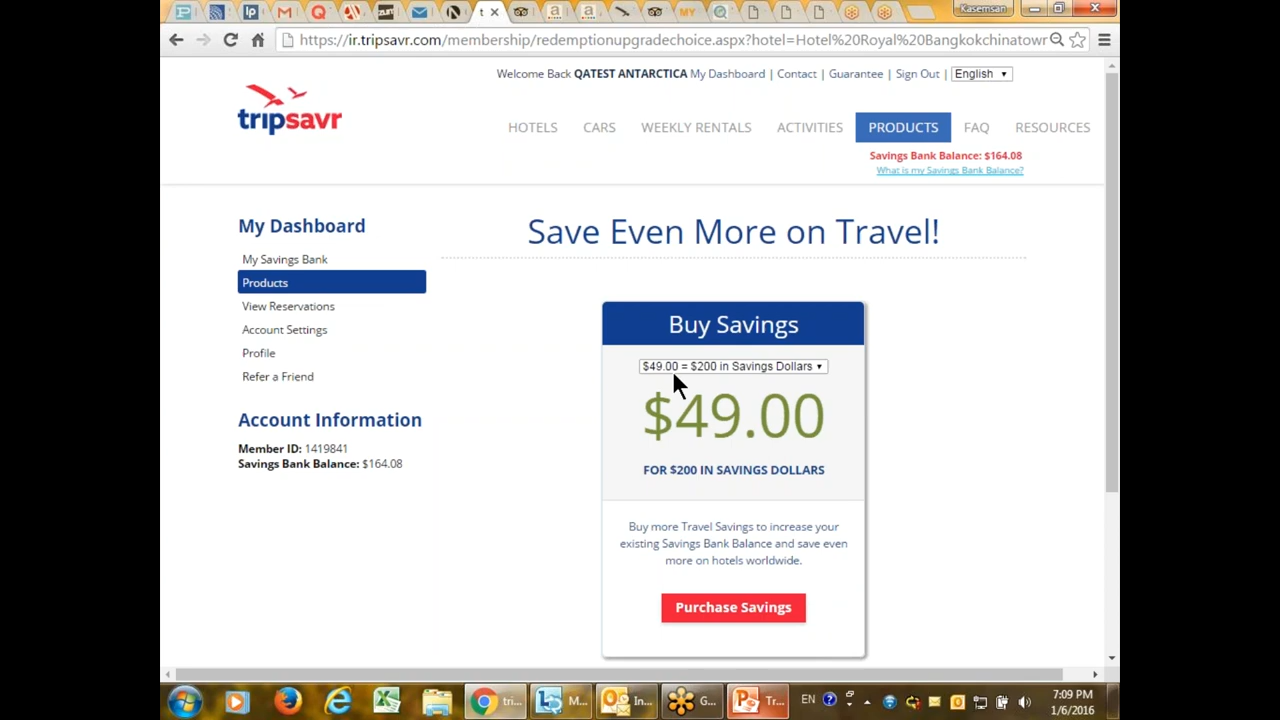 Kasemsan
https://ir.tripsavr.com/membership/redemptionupgradechoice.aspx?hotel=Hotel%20Royal%20Bangkokchinatowr
Welcome Back QATEST ANTARCTICA My Dashboard | Contact | Guarantee | Sign Out | English
tripsavr
HOTELS CARS WEEKLY RENTALS ACTIVITIES PRODUCTS FAQ RESOURCES
Savings Bank Balance: $164.08
What is my Savings Bank Balance?
My Dashboard
My Savings Bank
Products
View Reservations
Account Settings
Profile
Refer a Friend
Account Information
Member ID: 1419841
Savings Bank Balance: $164.08
Save Even More on Travel!
Buy Savings
$49.00 = $200 in Savings Dollars
$49.00
FOR $200 IN SAVINGS DOLLARS
Buy more Travel Savings to increase your
existing Savings Bank Balance and save even
more on hotels worldwide.
Purchase Savings
tri... M... In... G... Tr... EN 7:09 PM
1/6/2016